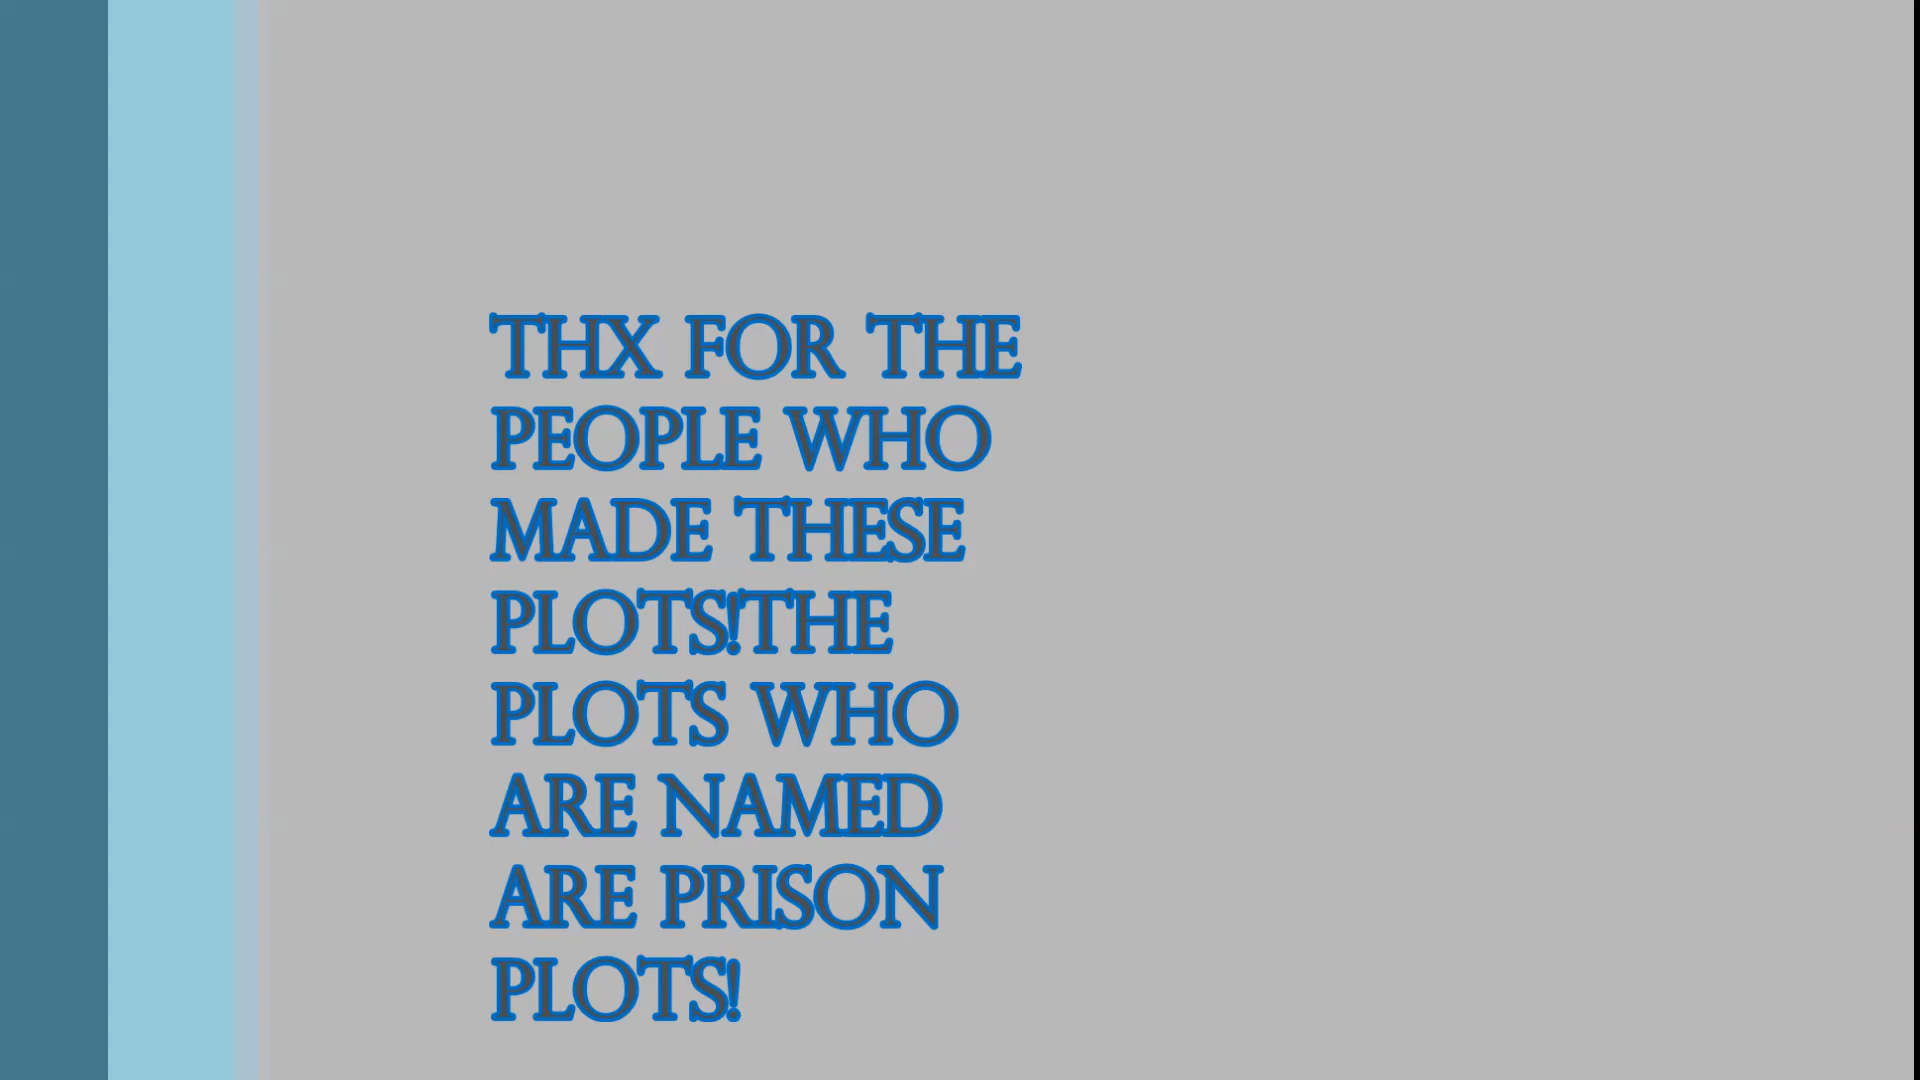 THX FOR THE
PEOPLE WHO
MADE THESE
PLOTS!THE
PLOTS WHO
ARE NAMED
ARE PRISON
PLOTS!